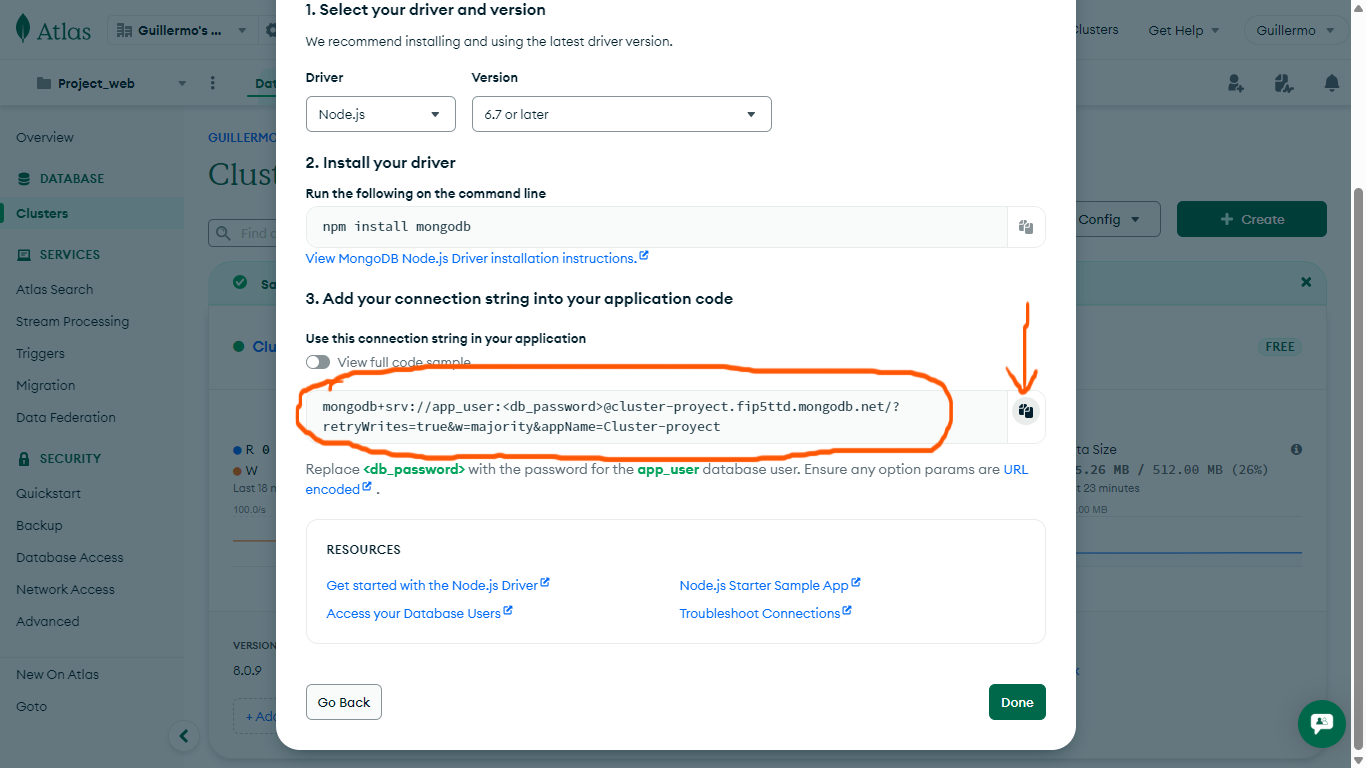 Atlas
Guillermo's ...
Clusters
Get Help
Guillermo
Project_web
Overview
DATABASE
Clusters
SERVICES
Atlas Search
Stream Processing
Triggers
Migration
Data Federation
SECURITY
Quickstart
Backup
Database Access
Network Access
Advanced
New On Atlas
Goto
GUILLERMO
Config
+ Create
FREE
R 0
W
Last 18 m
100.0/s
VERSION
8.0.9
+ Add
1. Select your driver and version
We recommend installing and using the latest driver version.
Driver
Version
Node.js
6.7 or later
2. Install your driver
Run the following on the command line
npm install mongodb
View MongoDB Node.js Driver installation instructions.
3. Add your connection string into your application code
Use this connection string in your application
View full code sample
mongodb+srv://app_user:<db_password>@cluster-proyect.fip5ttd.mongodb.net/?
retryWrites=true&w=majority&appName=Cluster-proyect
Replace <db_password> with the password for the app_user database user. Ensure any option params are URL
encoded .
RESOURCES
Get started with the Node.js Driver
Node.js Starter Sample App
Access your Database Users
Troubleshoot Connections
Go Back
Done
ta Size
5.26 MB / 512.00 MB (26%)
t 23 minutes
.00 MB